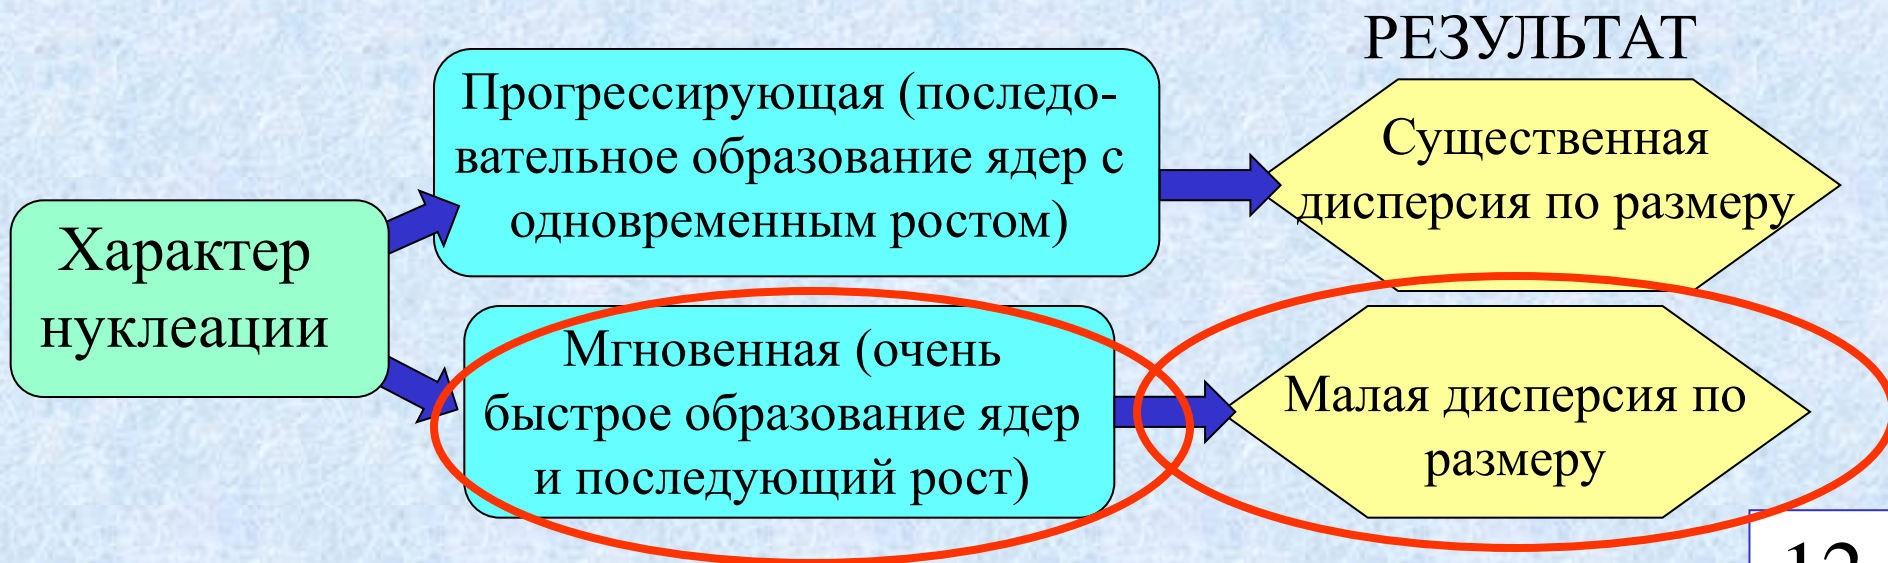 РЕЗУЛЬТАТ
Характер
нуклеации
Прогрессирующая (последо-
вательное образование ядер с
одновременным ростом)
Существенная
дисперсия по размеру
Мгновенная (очень
быстрое образование ядер
и последующий рост)
Малая дисперсия по
размеру
12